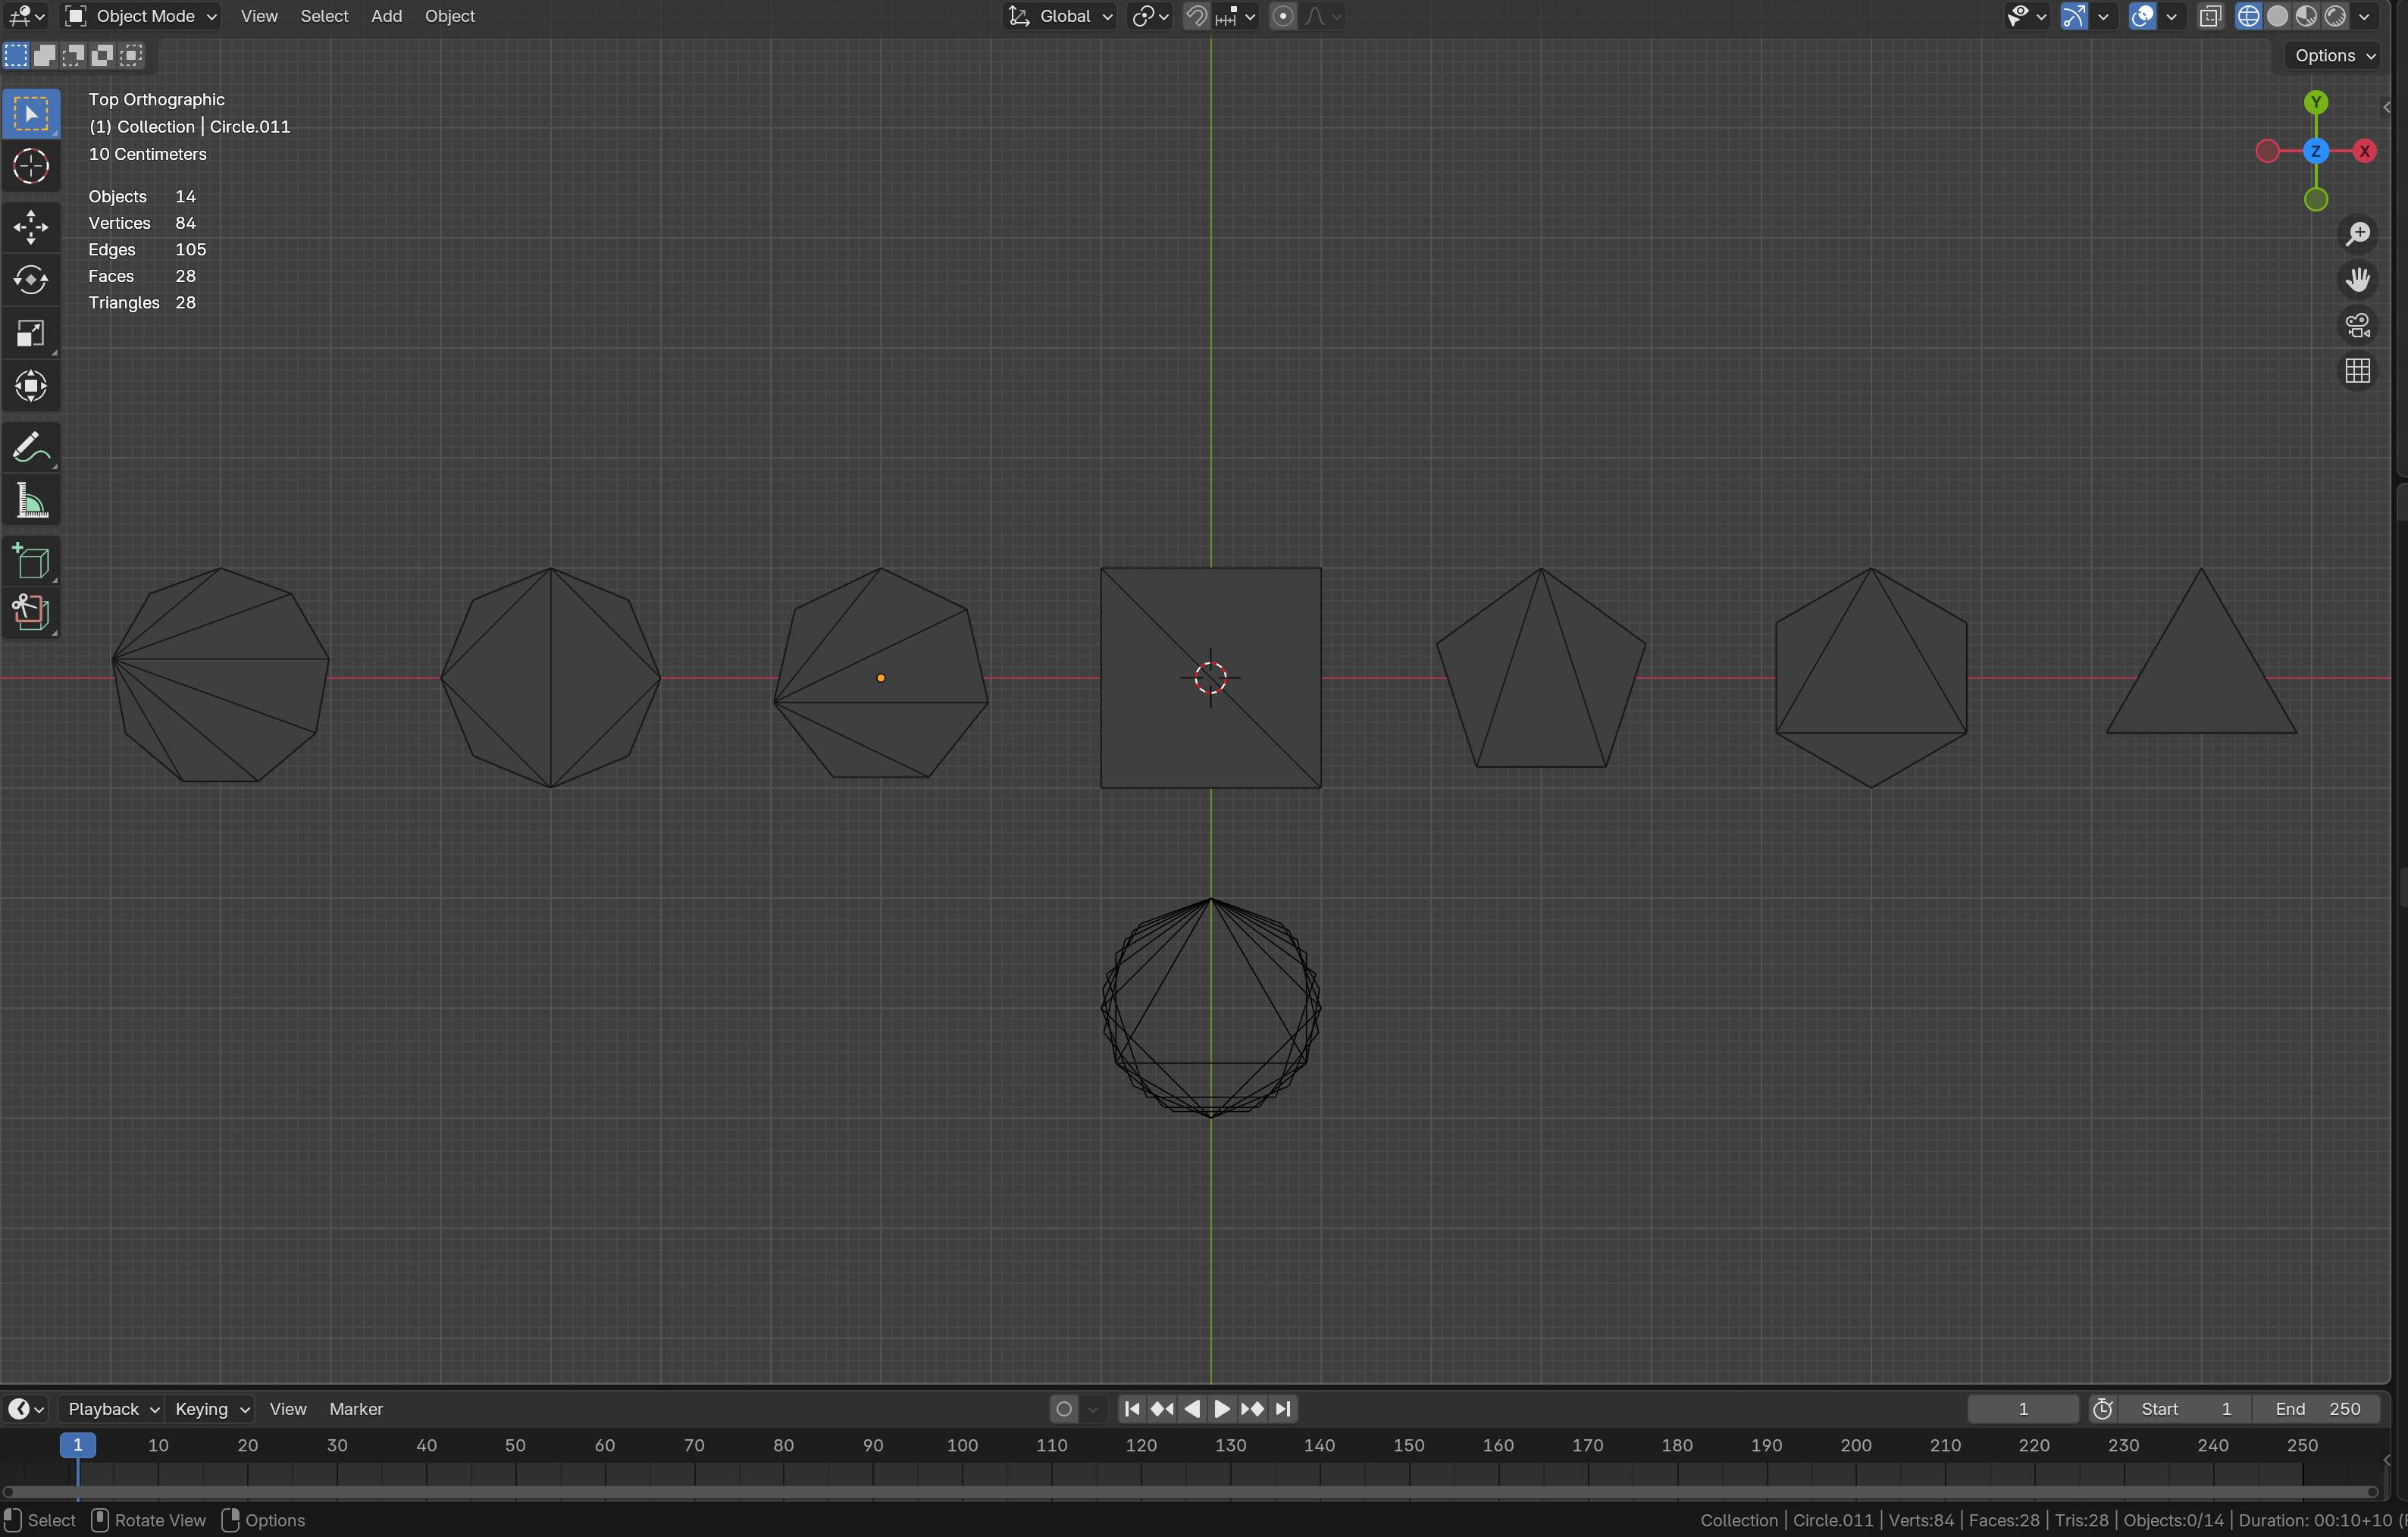 Object Mode View Select Add Object Global
Options
Top Orthographic
(1) Collection | Circle.011
10 Centimeters
Objects 14
Vertices 84
Edges 105
Faces 28
Triangles 28
Y
Z X
Playback Keying View Marker 1 Start 1 End 250
1 10 20 30 40 50 60 70 80 90 100 110 120 130 140 150 160 170 180 190 200 210 220 230 240 250
Select Rotate View Options Collection | Circle.011 | Verts:84 | Faces:28 | Tris:28 | Objects:0/14 | Duration: 00:10+10